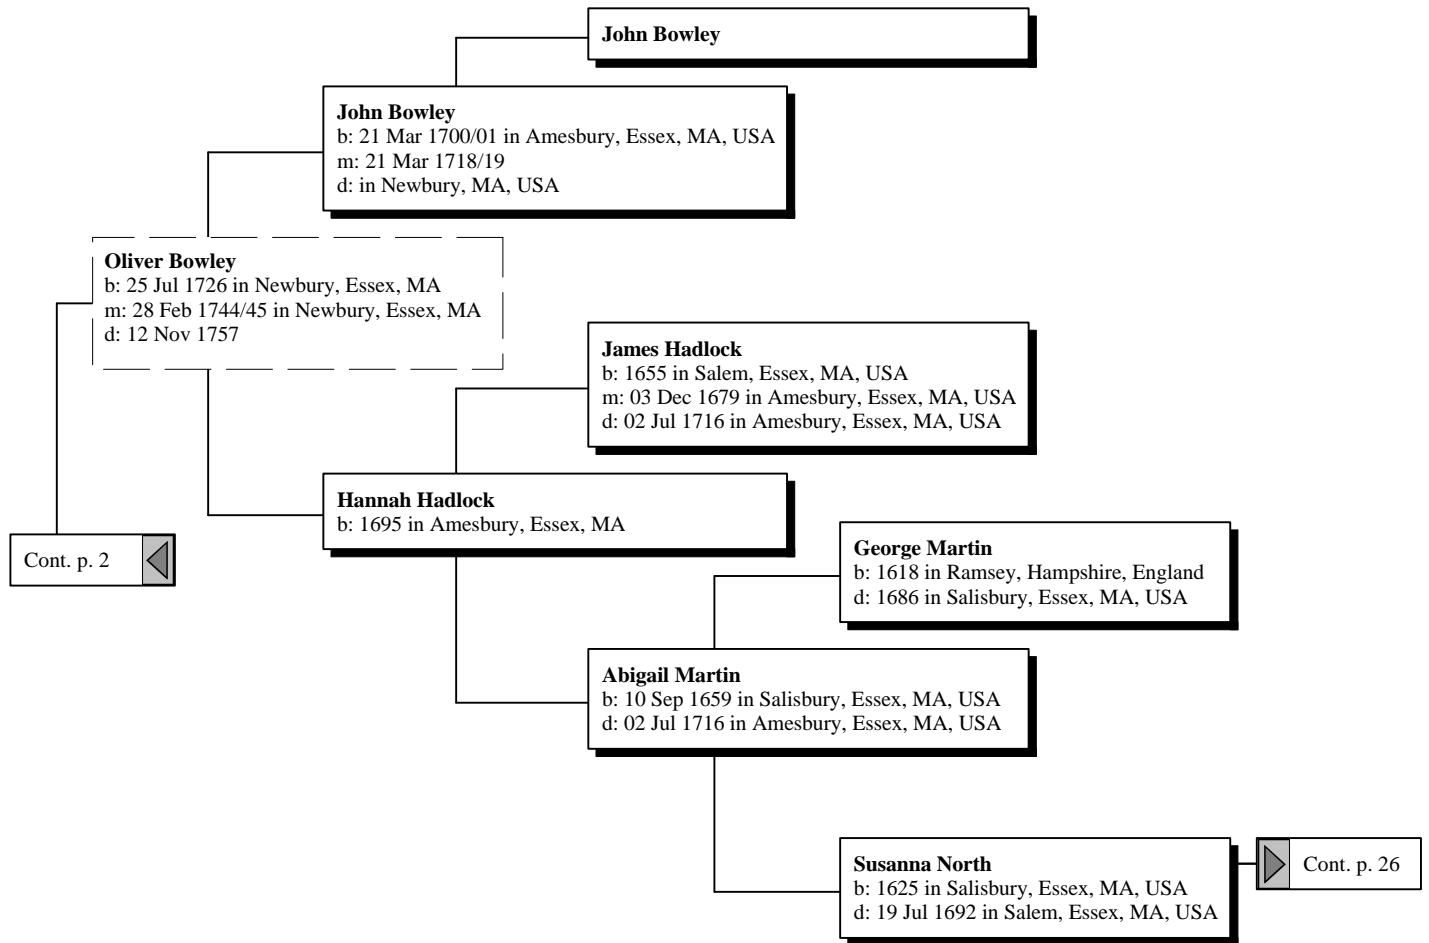 John Bowley
John Bowley
b: 21 Mar 1700/01 in Amesbury, Essex, MA, USA
m: 21 Mar 1718/19
d: in Newbury, MA, USA
Oliver Bowley
b: 25 Jul 1726 in Newbury, Essex, MA
m: 28 Feb 1744/45 in Newbury, Essex, MA
d: 12 Nov 1757
James Hadlock
b: 1655 in Salem, Essex, MA, USA
m: 03 Dec 1679 in Amesbury, Essex, MA, USA
d: 02 Jul 1716 in Amesbury, Essex, MA, USA
Hannah Hadlock
b: 1695 in Amesbury, Essex, MA
Cont. p. 2
George Martin
b: 1618 in Ramsey, Hampshire, England
d: 1686 in Salisbury, Essex, MA, USA
Abigail Martin
b: 10 Sep 1659 in Salisbury, Essex, MA, USA
d: 02 Jul 1716 in Amesbury, Essex, MA, USA
Susanna North
b: 1625 in Salisbury, Essex, MA, USA
d: 19 Jul 1692 in Salem, Essex, MA, USA
Cont. p. 26